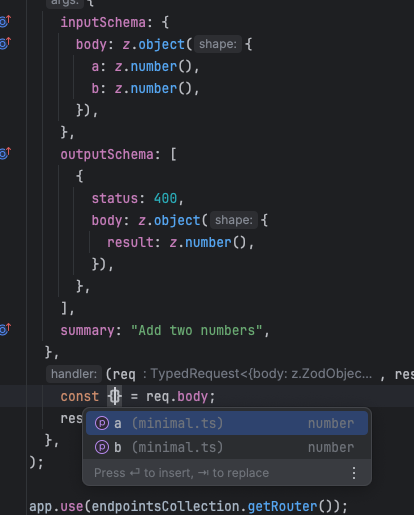 args: {
inputSchema: {
body: z.object( shape: {
a: z.number(),
b: z.number(),
}),
},
outputSchema: [
{
status: 400,
body: z.object( shape: {
result: z.number(),
}),
},
],
summary: "Add two numbers",
},
handler: (req : TypedRequest<{body: z.ZodObjec... , res
const {} = req.body;
res
a (minimal.ts) number
b (minimal.ts) number
Press ⏎ to insert, ⇥ to replace
},
);
app.use(endpointsCollection.getRouter());